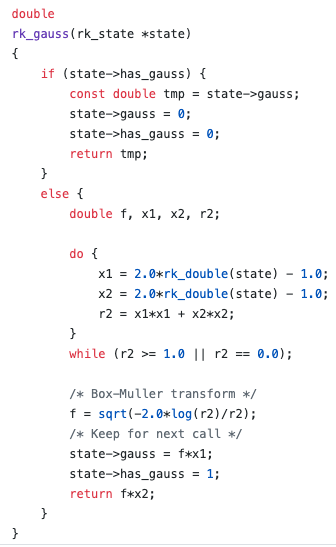 double
rk_gauss(rk_state *state)
{
    if (state->has_gauss) {
        const double tmp = state->gauss;
        state->gauss = 0;
        state->has_gauss = 0;
        return tmp;
    }
    else {
        double f, x1, x2, r2;

        do {
            x1 = 2.0*rk_double(state) - 1.0;
            x2 = 2.0*rk_double(state) - 1.0;
            r2 = x1*x1 + x2*x2;
        }
        while (r2 >= 1.0 || r2 == 0.0);

        /* Box-Muller transform */
        f = sqrt(-2.0*log(r2)/r2);
        /* Keep for next call */
        state->gauss = f*x1;
        state->has_gauss = 1;
        return f*x2;
    }
}